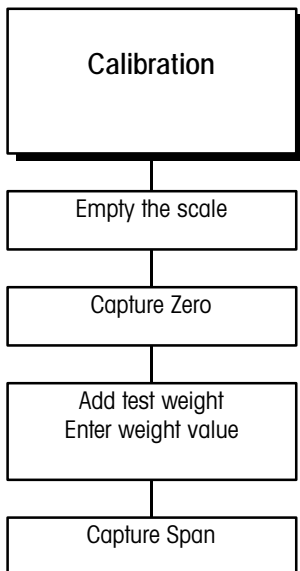 Calibration
Empty the scale
Capture Zero
Add test weight
Enter weight value
Capture Span